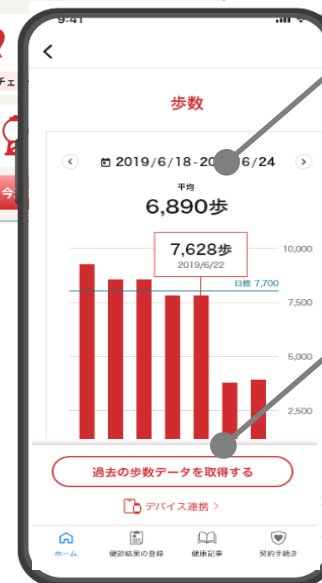 9:41
チェ
今
歩数
2019/6/18-20 6/24
平均
6,890歩
7,628歩
2019/6/22
10,000
目標 7,700
7,500
5,000
2,500
過去の歩数データを取得する
デバイス連携 >
ホーム
健診結果の登録
健康記事
契約手続き